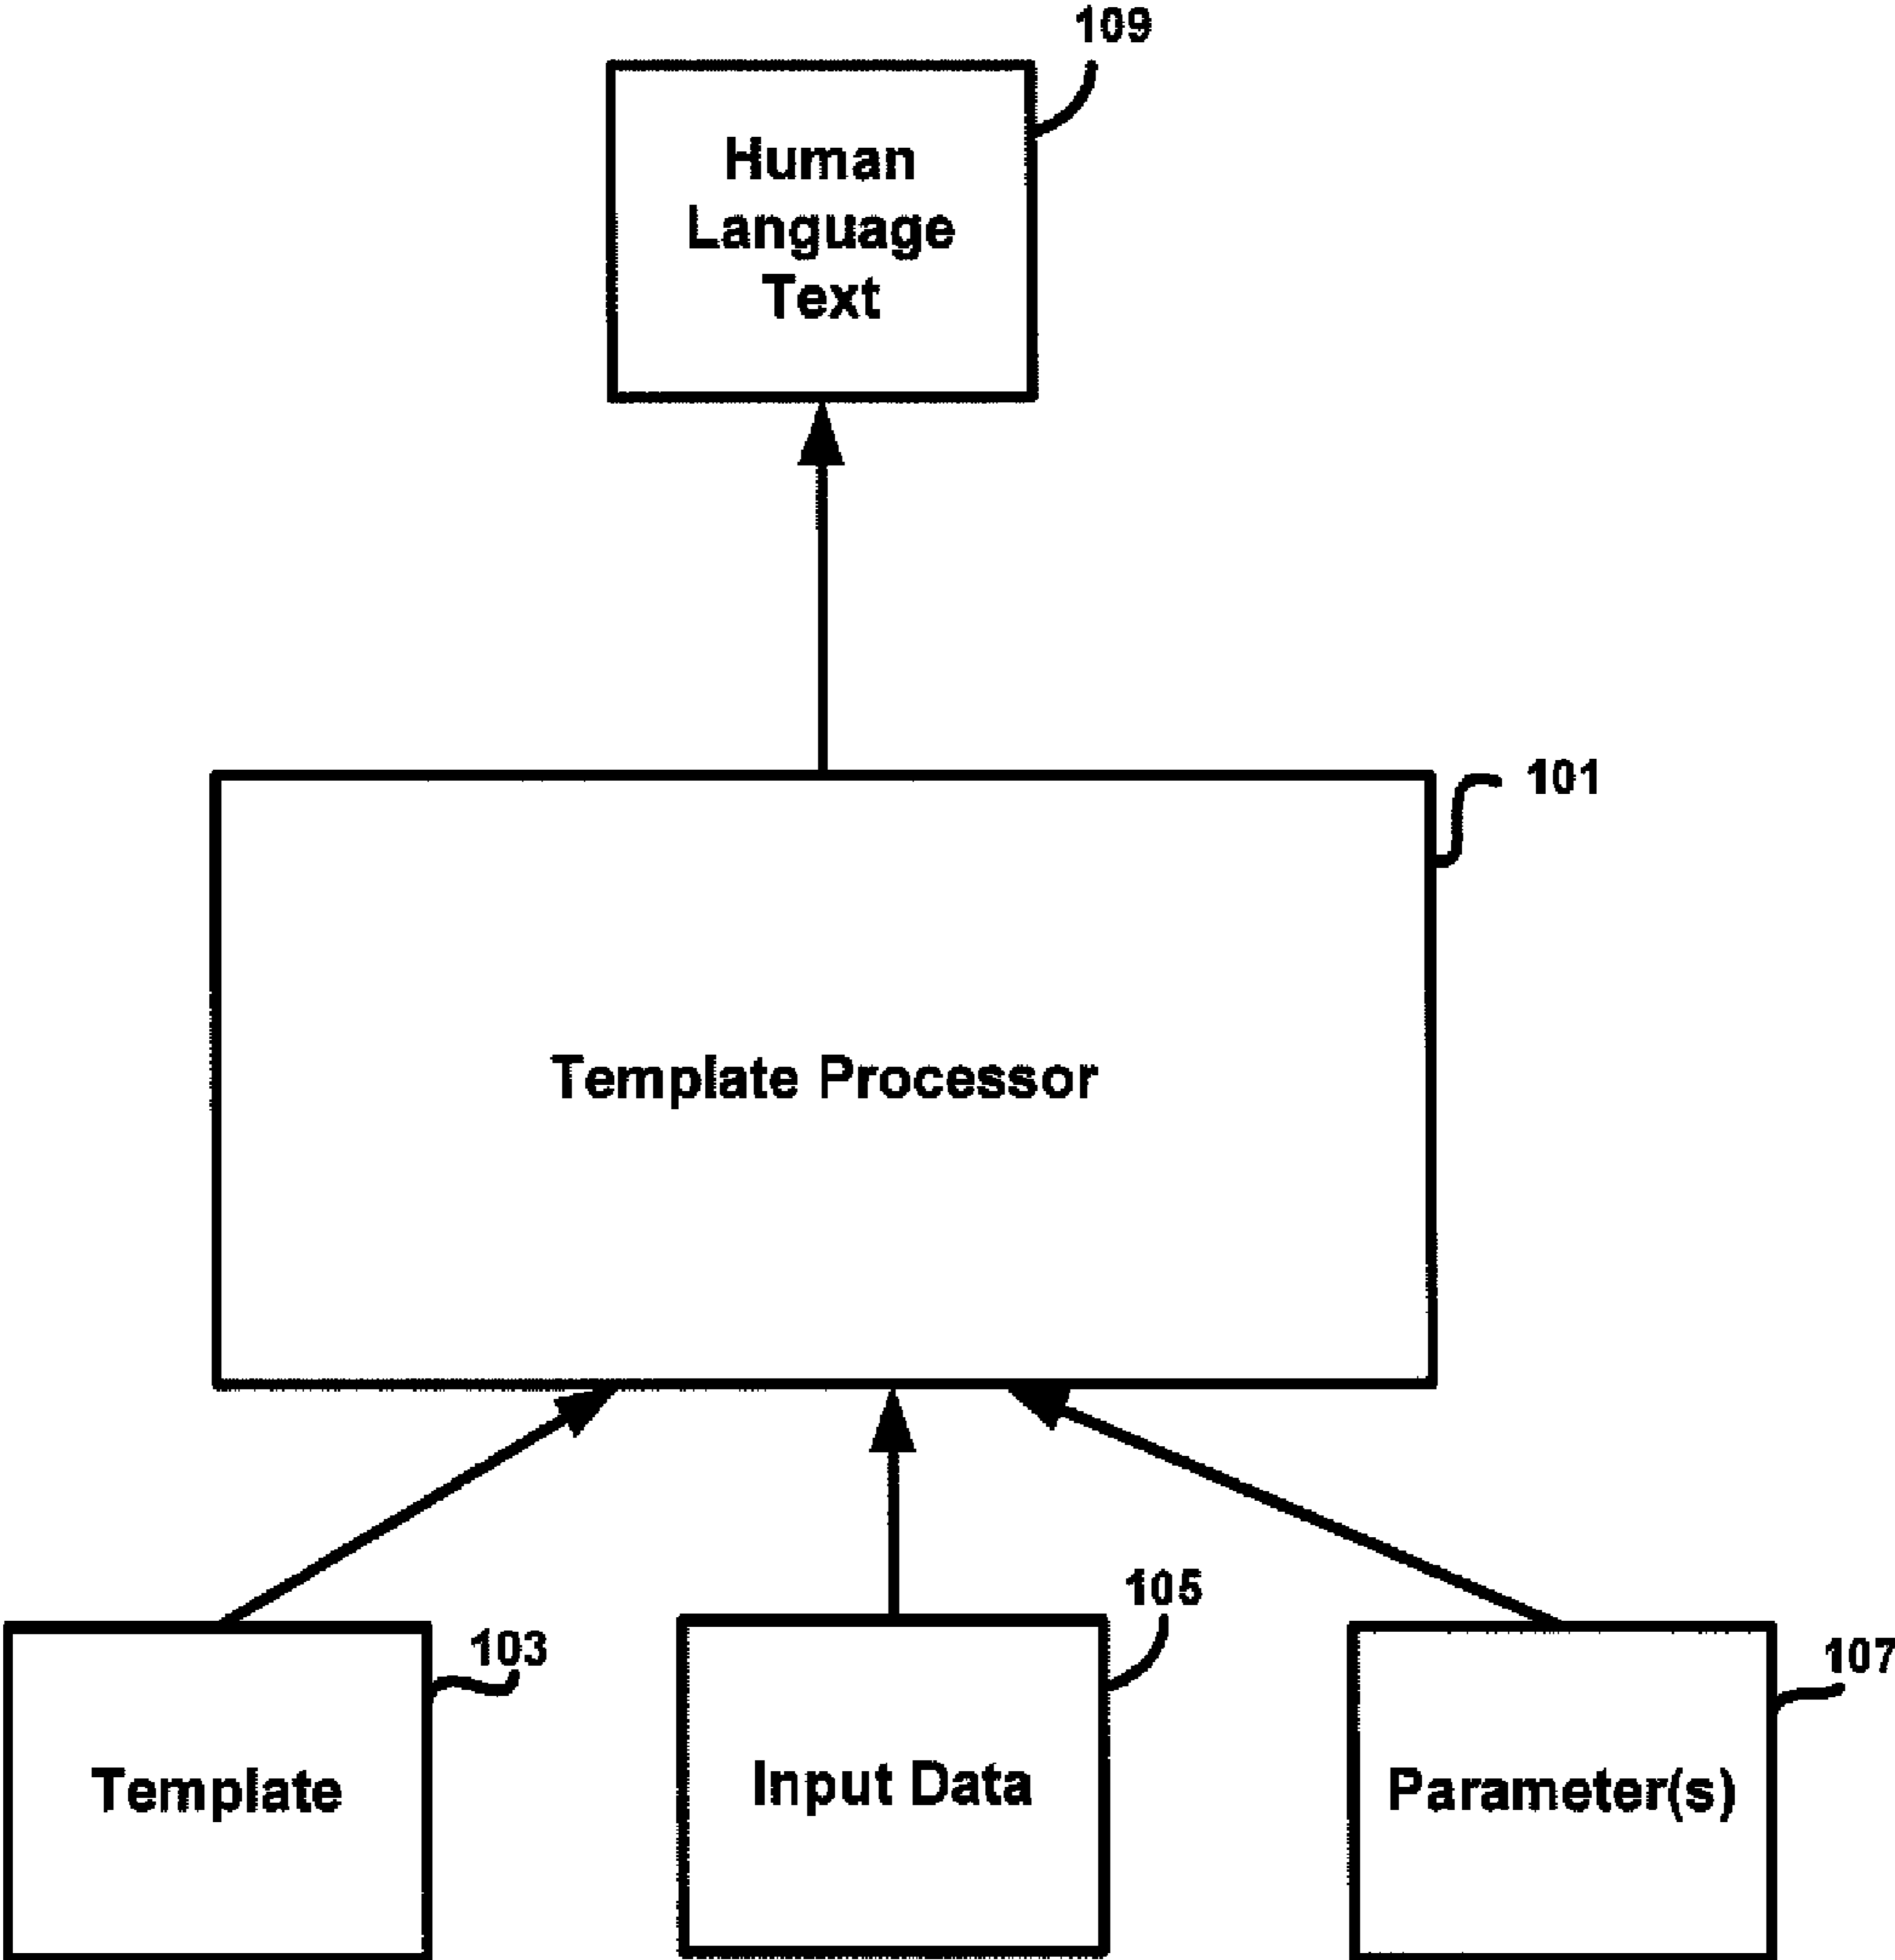 109
Human
Language
Text
101
Template Processor
105
103
107
Template
Input Data
Parameter(s)